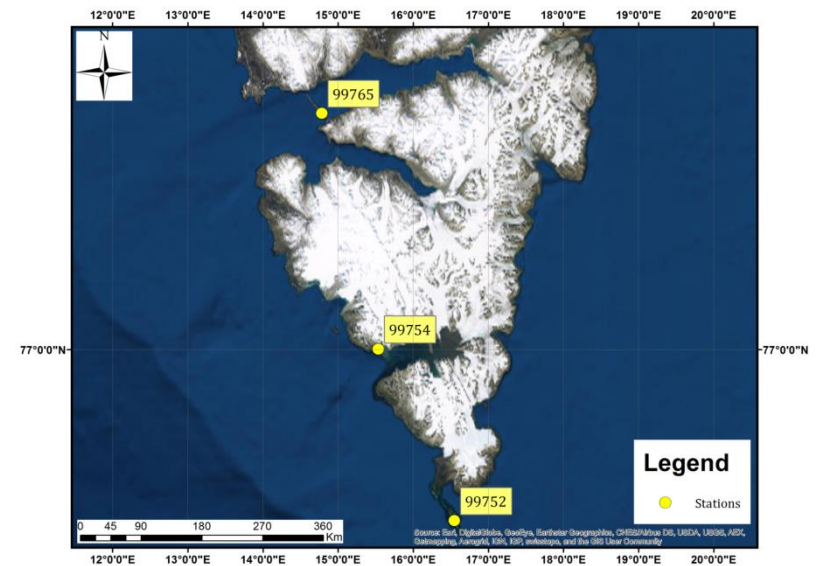 12°0'0"E 13°0'0"E 14°0'0"E 15°0'0"E 16°0'0"E 17°0'0"E 18°0'0"E 19°0'0"E 20°0'0"E
N
99765
99754
77°0'0"N
77°0'0"N
99752
Legend
Stations
0 45 90 180 270 360
Km
Source: Esri, DigitalGlobe, GeoEye, Earthstar Geographics, CNES/Airbus DS, USDA, USGS, AEX,
Getmapping, Aerogrid, IGN, IGP, swisstopo, and the GIS User Community
12°0'0"E 13°0'0"E 14°0'0"E 15°0'0"E 16°0'0"E 17°0'0"E 18°0'0"E 19°0'0"E 20°0'0"E